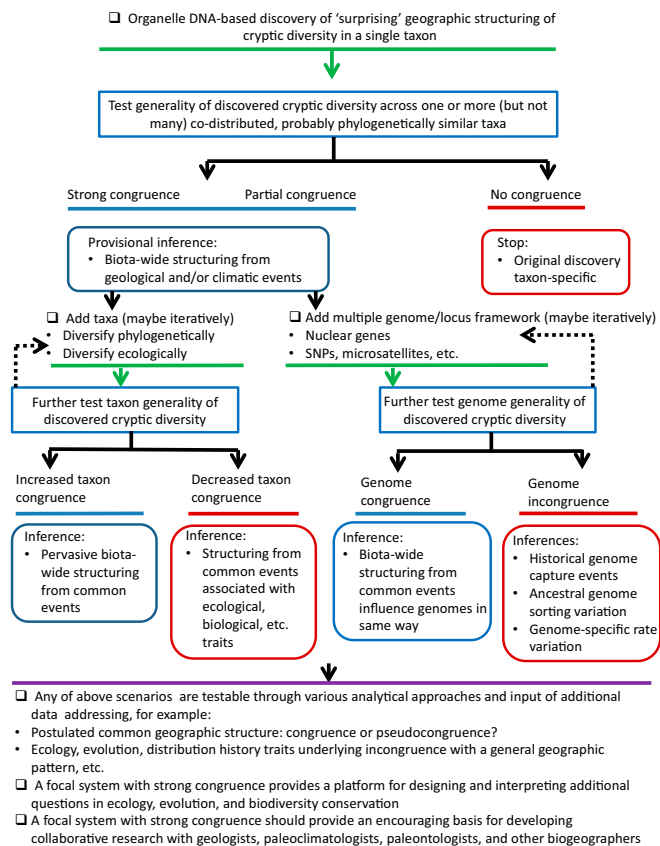 ❑ Organelle DNA-based discovery of ‘surprising’ geographic structuring of
cryptic diversity in a single taxon
Test generality of discovered cryptic diversity across one or more (but not
many) co-distributed, probably phylogenetically similar taxa
Strong congruence
Partial congruence
No congruence
Provisional inference:
• Biota-wide structuring from
geological and/or climatic events
Stop:
• Original discovery
taxon-specific
❑ Add taxa (maybe iteratively)
• Diversify phylogenetically
• Diversify ecologically
❑ Add multiple genome/locus framework (maybe iteratively)
• Nuclear genes
• SNPs, microsatellites, etc.
Further test taxon generality of
discovered cryptic diversity
Further test genome generality of
discovered cryptic diversity
Increased taxon
congruence
Decreased taxon
congruence
Genome
congruence
Genome
incongruence
Inference:
• Pervasive biota-
wide structuring
from common
events
Inference:
• Structuring from
common events
associated with
ecological,
biological, etc.
traits
Inference:
• Biota-wide
structuring from
common events
influence genomes in
same way
Inferences:
• Historical genome
capture events
• Ancestral genome
sorting variation
• Genome-specific rate
variation
❑ Any of above scenarios are testable through various analytical approaches and input of additional
data addressing, for example:
• Postulated common geographic structure: congruence or pseudocongruence?
• Ecology, evolution, distribution history traits underlying incongruence with a general geographic
pattern, etc.
❑ A focal system with strong congruence provides a platform for designing and interpreting additional
questions in ecology, evolution, and biodiversity conservation
❑ A focal system with strong congruence should provide an encouraging basis for developing
collaborative research with geologists, paleoclimatologists, paleontologists, and other biogeographers